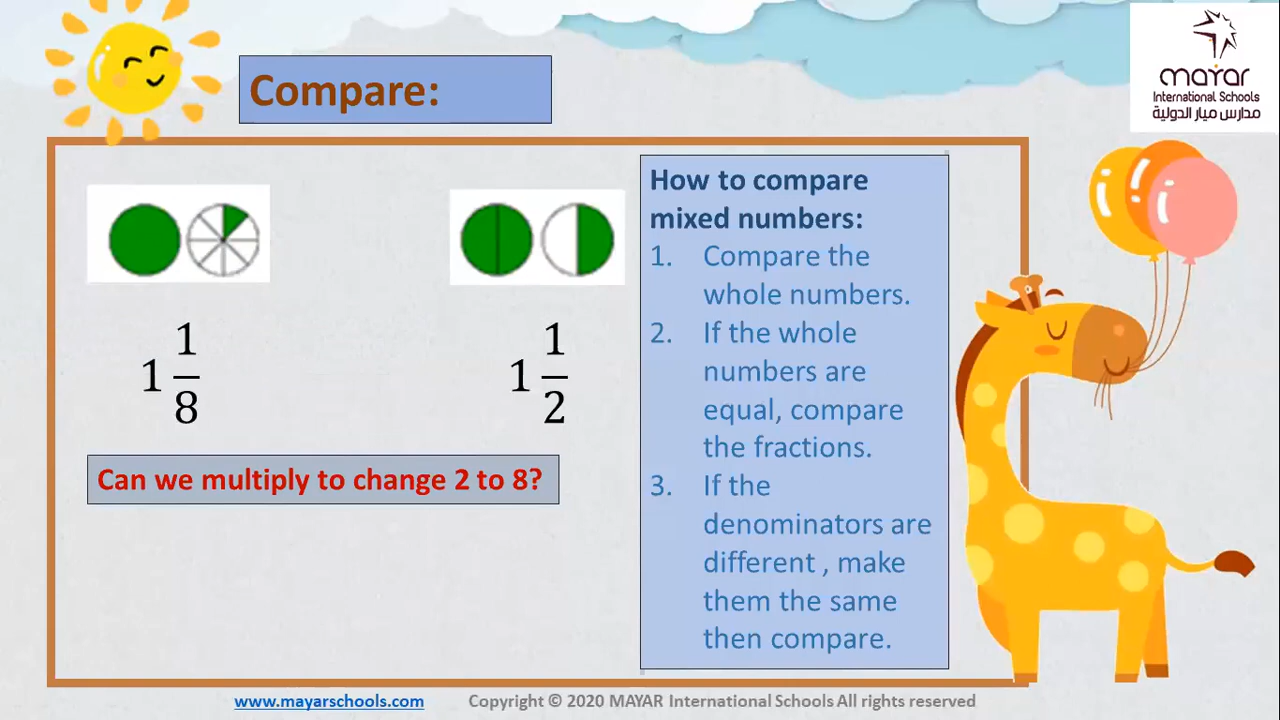 Compare:
mayar
International Schools
مدارس ميار الدولية
1 1/8
1 1/2
Can we multiply to change 2 to 8?
How to compare
mixed numbers:
1. Compare the
whole numbers.
2. If the whole
numbers are
equal, compare
the fractions.
3. If the
denominators are
different , make
them the same
then compare.
www.mayarschools.com Copyright © 2020 MAYAR International Schools All rights reserved